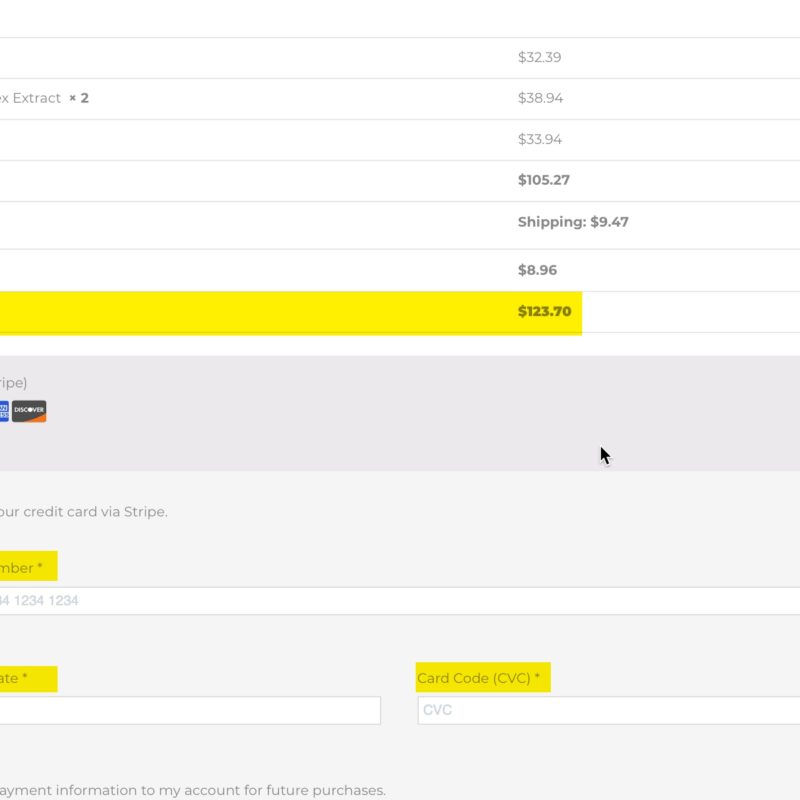 $32.39
ex Extract × 2 $38.94
$33.94
$105.27
Shipping: $9.47
$8.96
$123.70
ripe)
DISCOVER
our credit card via Stripe.
mber *
34 1234 1234
ate * Card Code (CVC) *
CVC
ayment information to my account for future purchases.